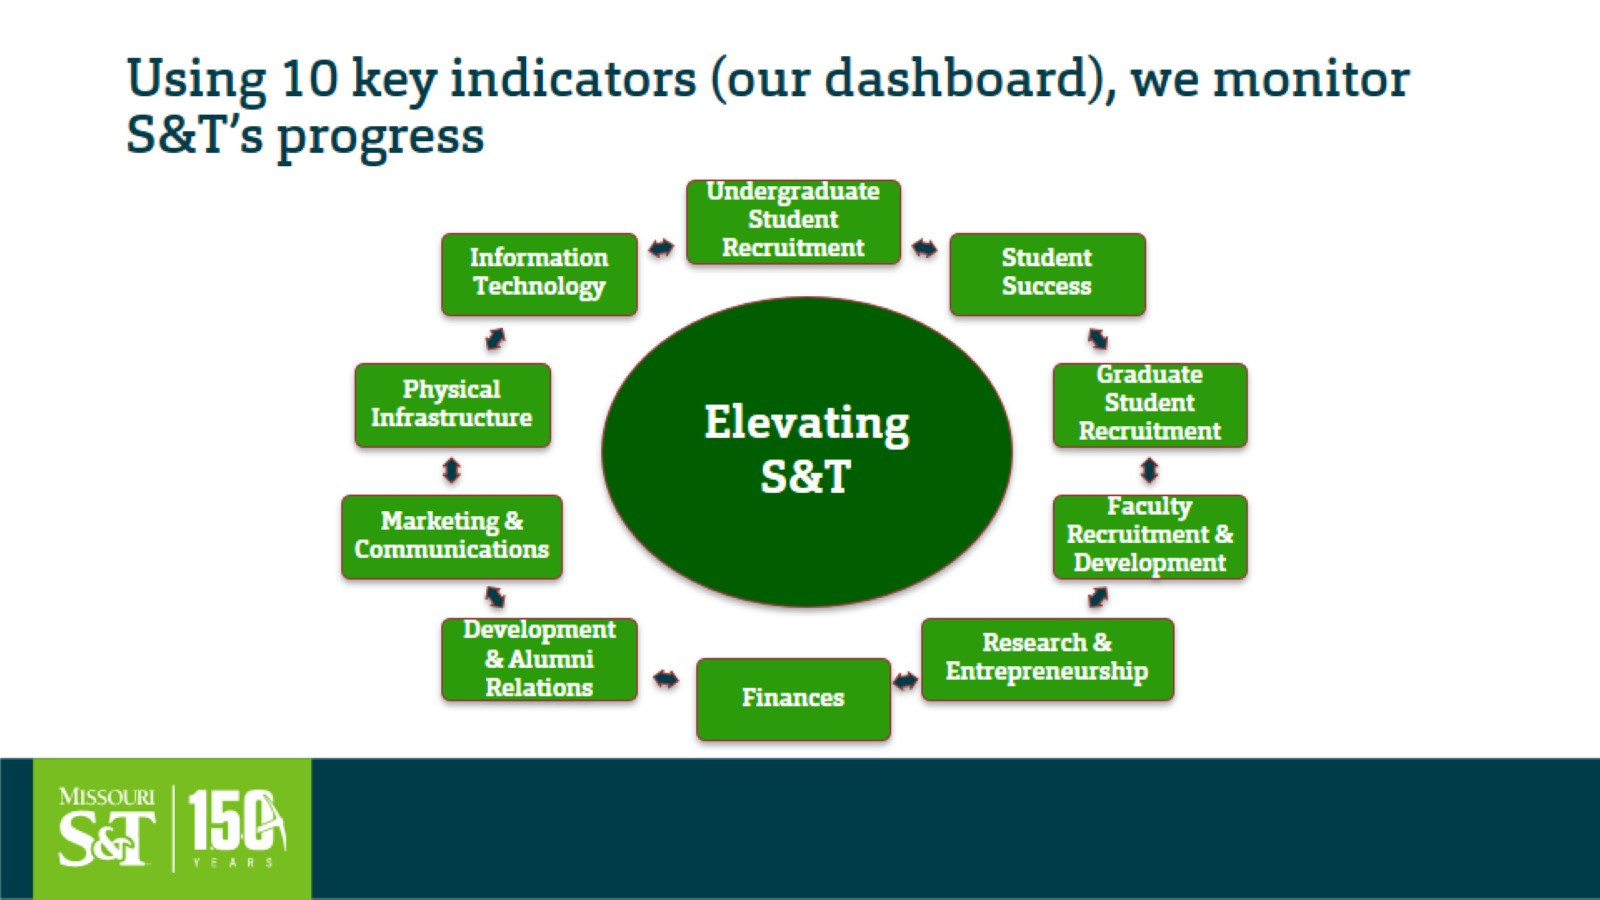 Using 10 key indicators (our dashboard), we monitor
S&T’s progress
Undergraduate
Student
Recruitment
Information
Technology
Student
Success
Physical
Infrastructure
Graduate
Student
Recruitment
Elevating
S&T
Marketing &
Communications
Faculty
Recruitment &
Development
Development
& Alumni
Relations
Research &
Entrepreneurship
Finances
MISSOURI
S&T
150
YEARS